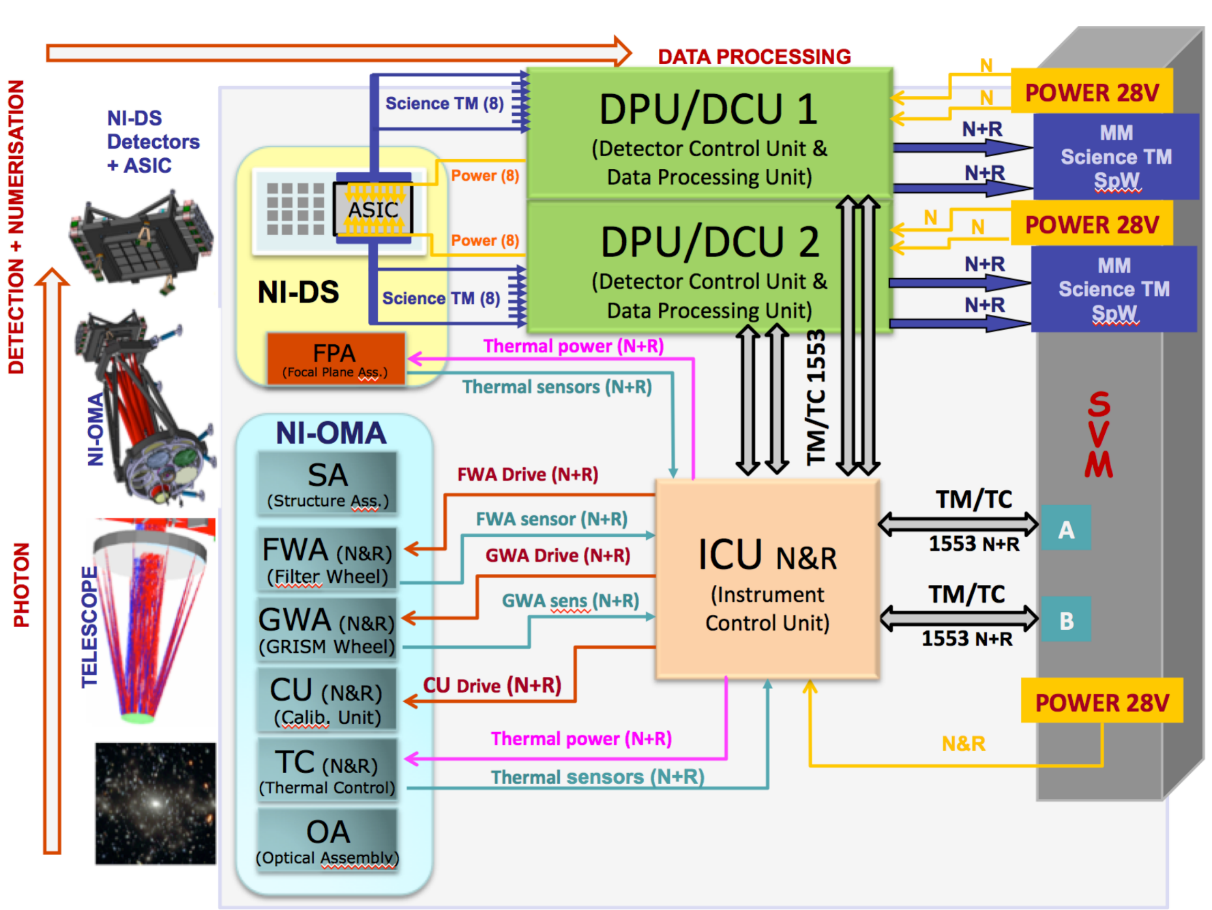 DATA PROCESSING
DETECTION + NUMERISATION
PHOTON
NI-DS
Detectors
+ ASIC
NI-OMA
TELESCOPE
Science TM (8)
Power (8)
ASIC
Power (8)
Science TM (8)
NI-DS
FPA
(Focal Plane Ass.)
DPU/DCU 1
(Detector Control Unit &
Data Processing Unit)
DPU/DCU 2
(Detector Control Unit &
Data Processing Unit)
N
N
POWER 28V
N+R
N+R
MM
Science TM
SpW
N
N
POWER 28V
N+R
N+R
MM
Science TM
SpW
Thermal power (N+R)
Thermal sensors (N+R)
TM/TC 1553
SVM
NI-OMA
SA
(Structure Ass.)
FWA (N&R)
(Filter Wheel)
GWA (N&R)
(GRISM Wheel)
CU (N&R)
(Calib. Unit)
TC (N&R)
(Thermal Control)
OA
(Optical Assembly)
FWA Drive (N+R)
FWA sensor (N+R)
GWA Drive (N+R)
GWA sens (N+R)
CU Drive (N+R)
Thermal power (N+R)
Thermal sensors (N+R)
ICU N&R
(Instrument
Control Unit)
TM/TC
1553 N+R
A
TM/TC
1553 N+R
B
POWER 28V
N&R